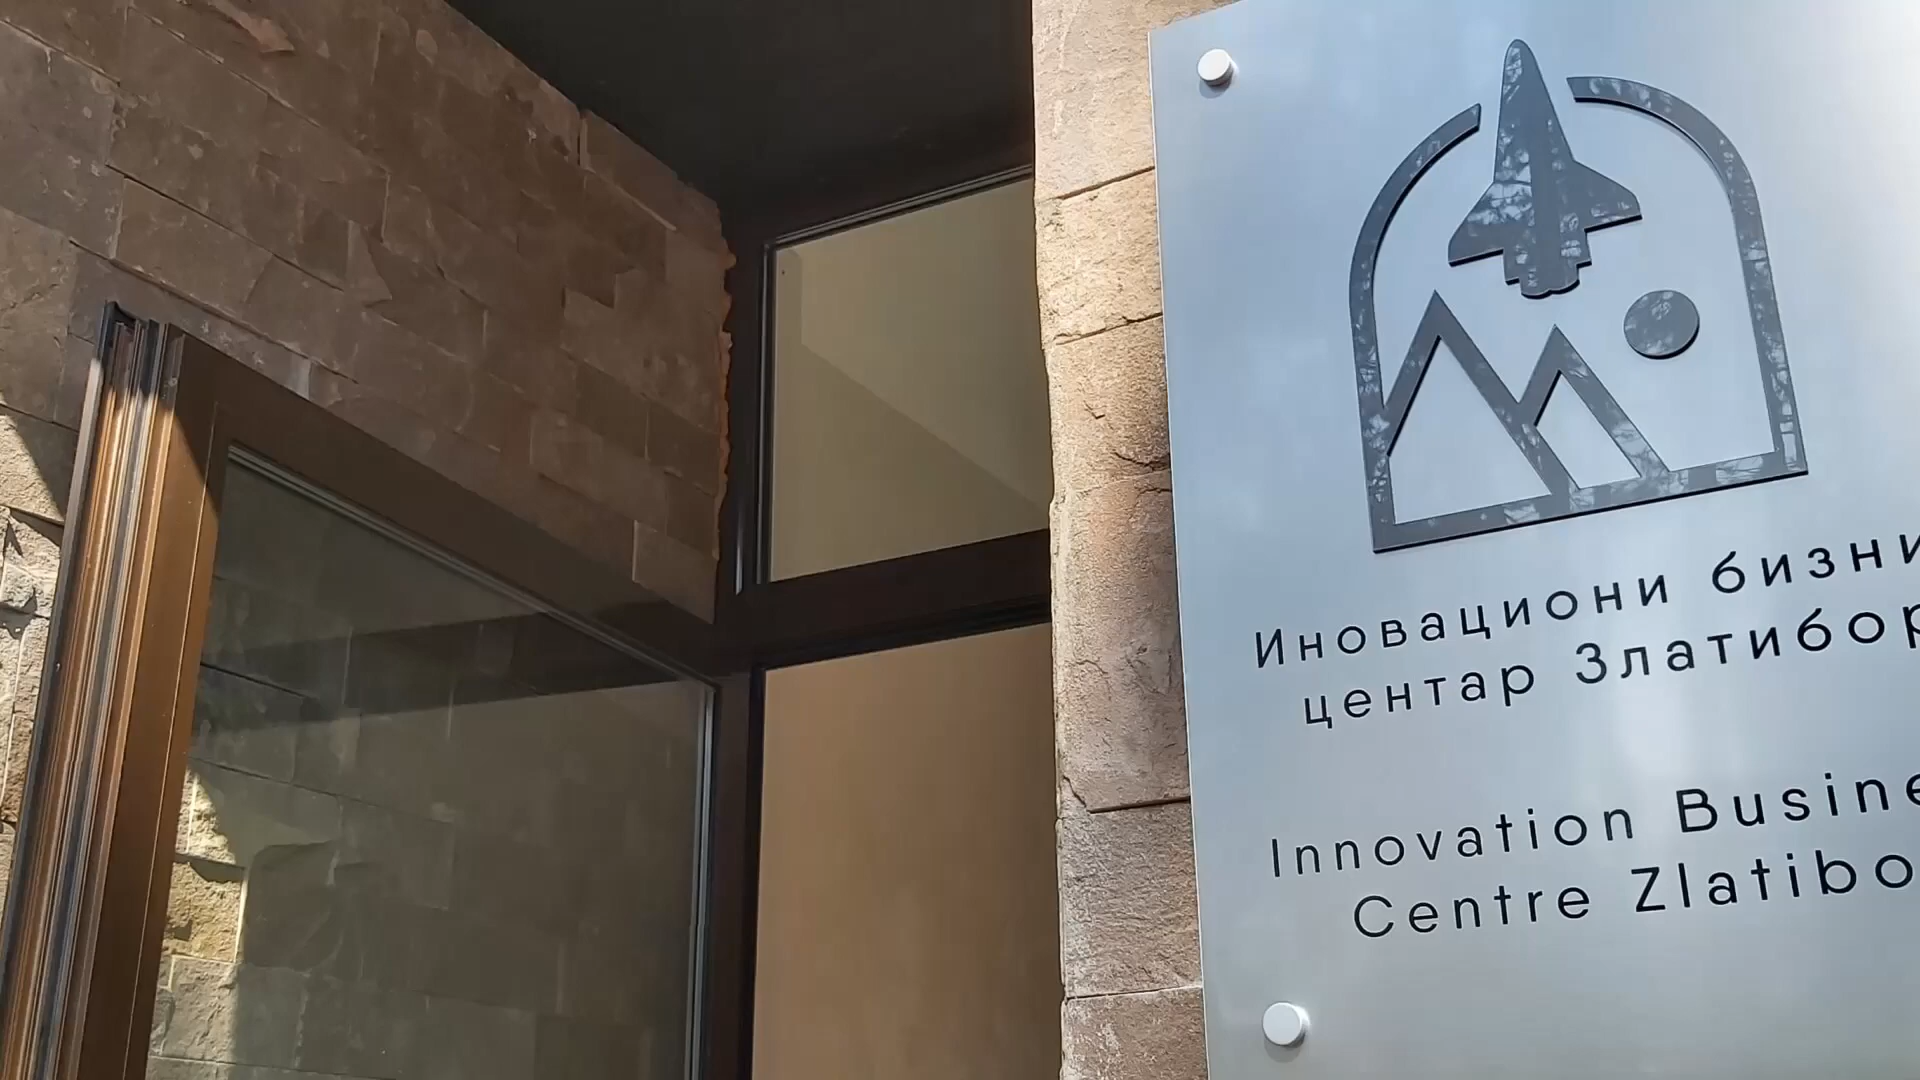 Иновациони бизни
центар Златибор
Innovation Busine
Centre Zlatibo